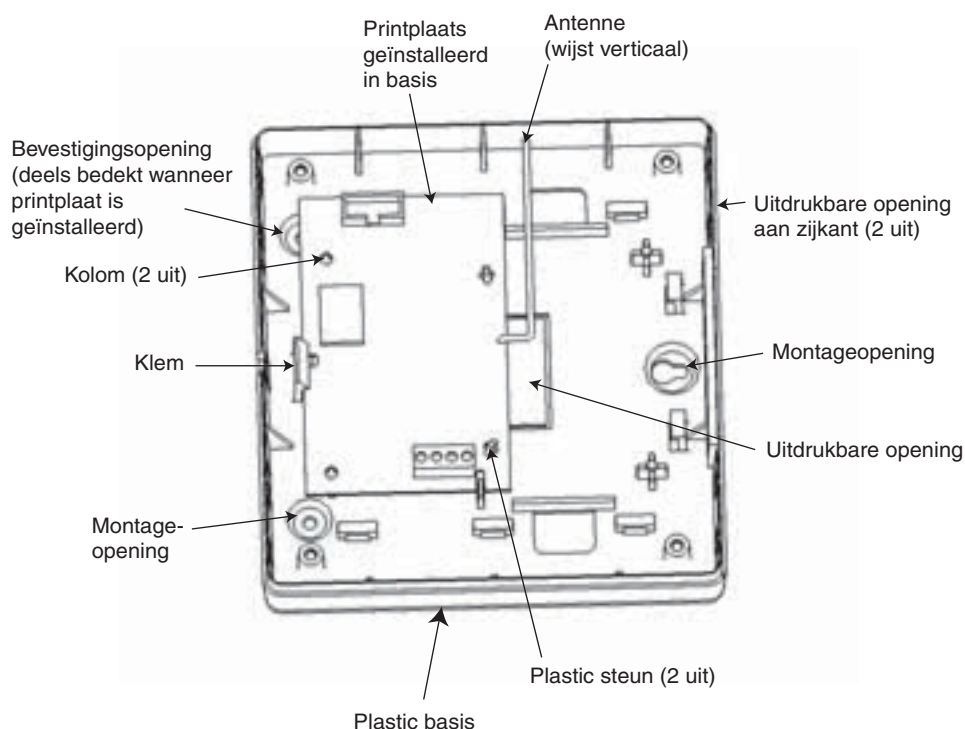 Printplaats
geïnstalleerd
in basis
Antenne
(wijst verticaal)
Bevestigingsopening
(deels bedekt wanneer
printplaat is
geïnstalleerd)
Uitdrukbare opening
aan zijkant (2 uit)
Kolom (2 uit)
Klem
Montageopening
Uitdrukbare opening
Montage-
opening
Plastic steun (2 uit)
Plastic basis